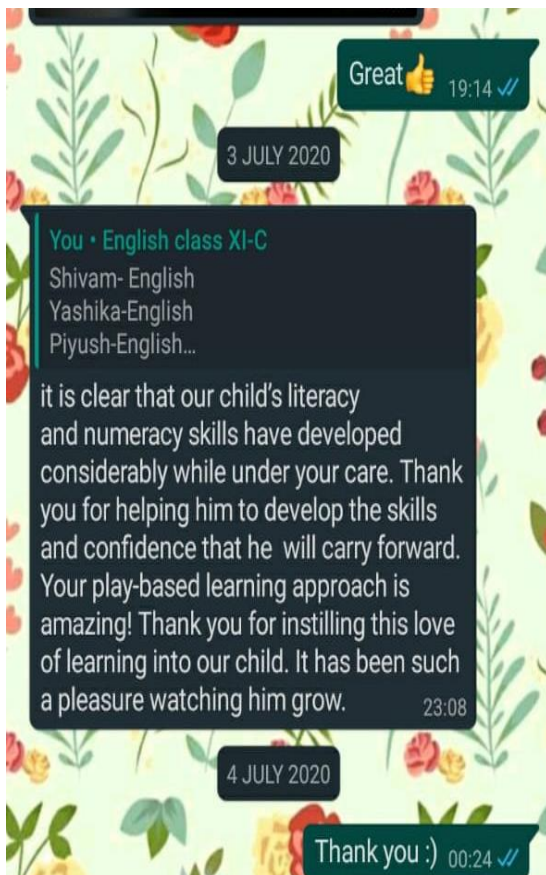 Great👍 19:14
3 JULY 2020
You • English class XI-C
Shivam- English
Yashika-English
Piyush-English...
it is clear that our child's literacy
and numeracy skills have developed
considerably while under your care. Thank
you for helping him to develop the skills
and confidence that he will carry forward.
Your play-based learning approach is
amazing! Thank you for instilling this love
of learning into our child. It has been such
a pleasure watching him grow. 23:08
4 JULY 2020
Thank you :) 00:24